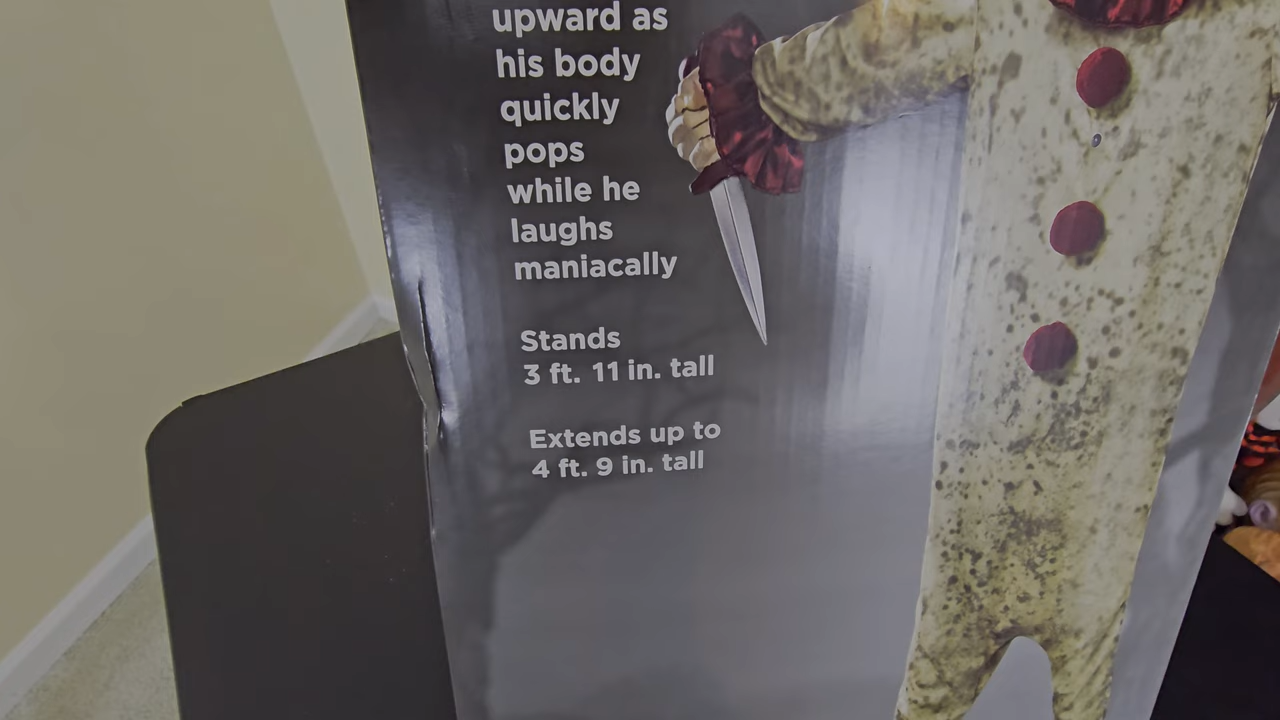 upward as
his body
quickly
pops
while he
laughs
maniacally
Stands
3 ft. 11 in. tall
Extends up to
4 ft. 9 in. tall